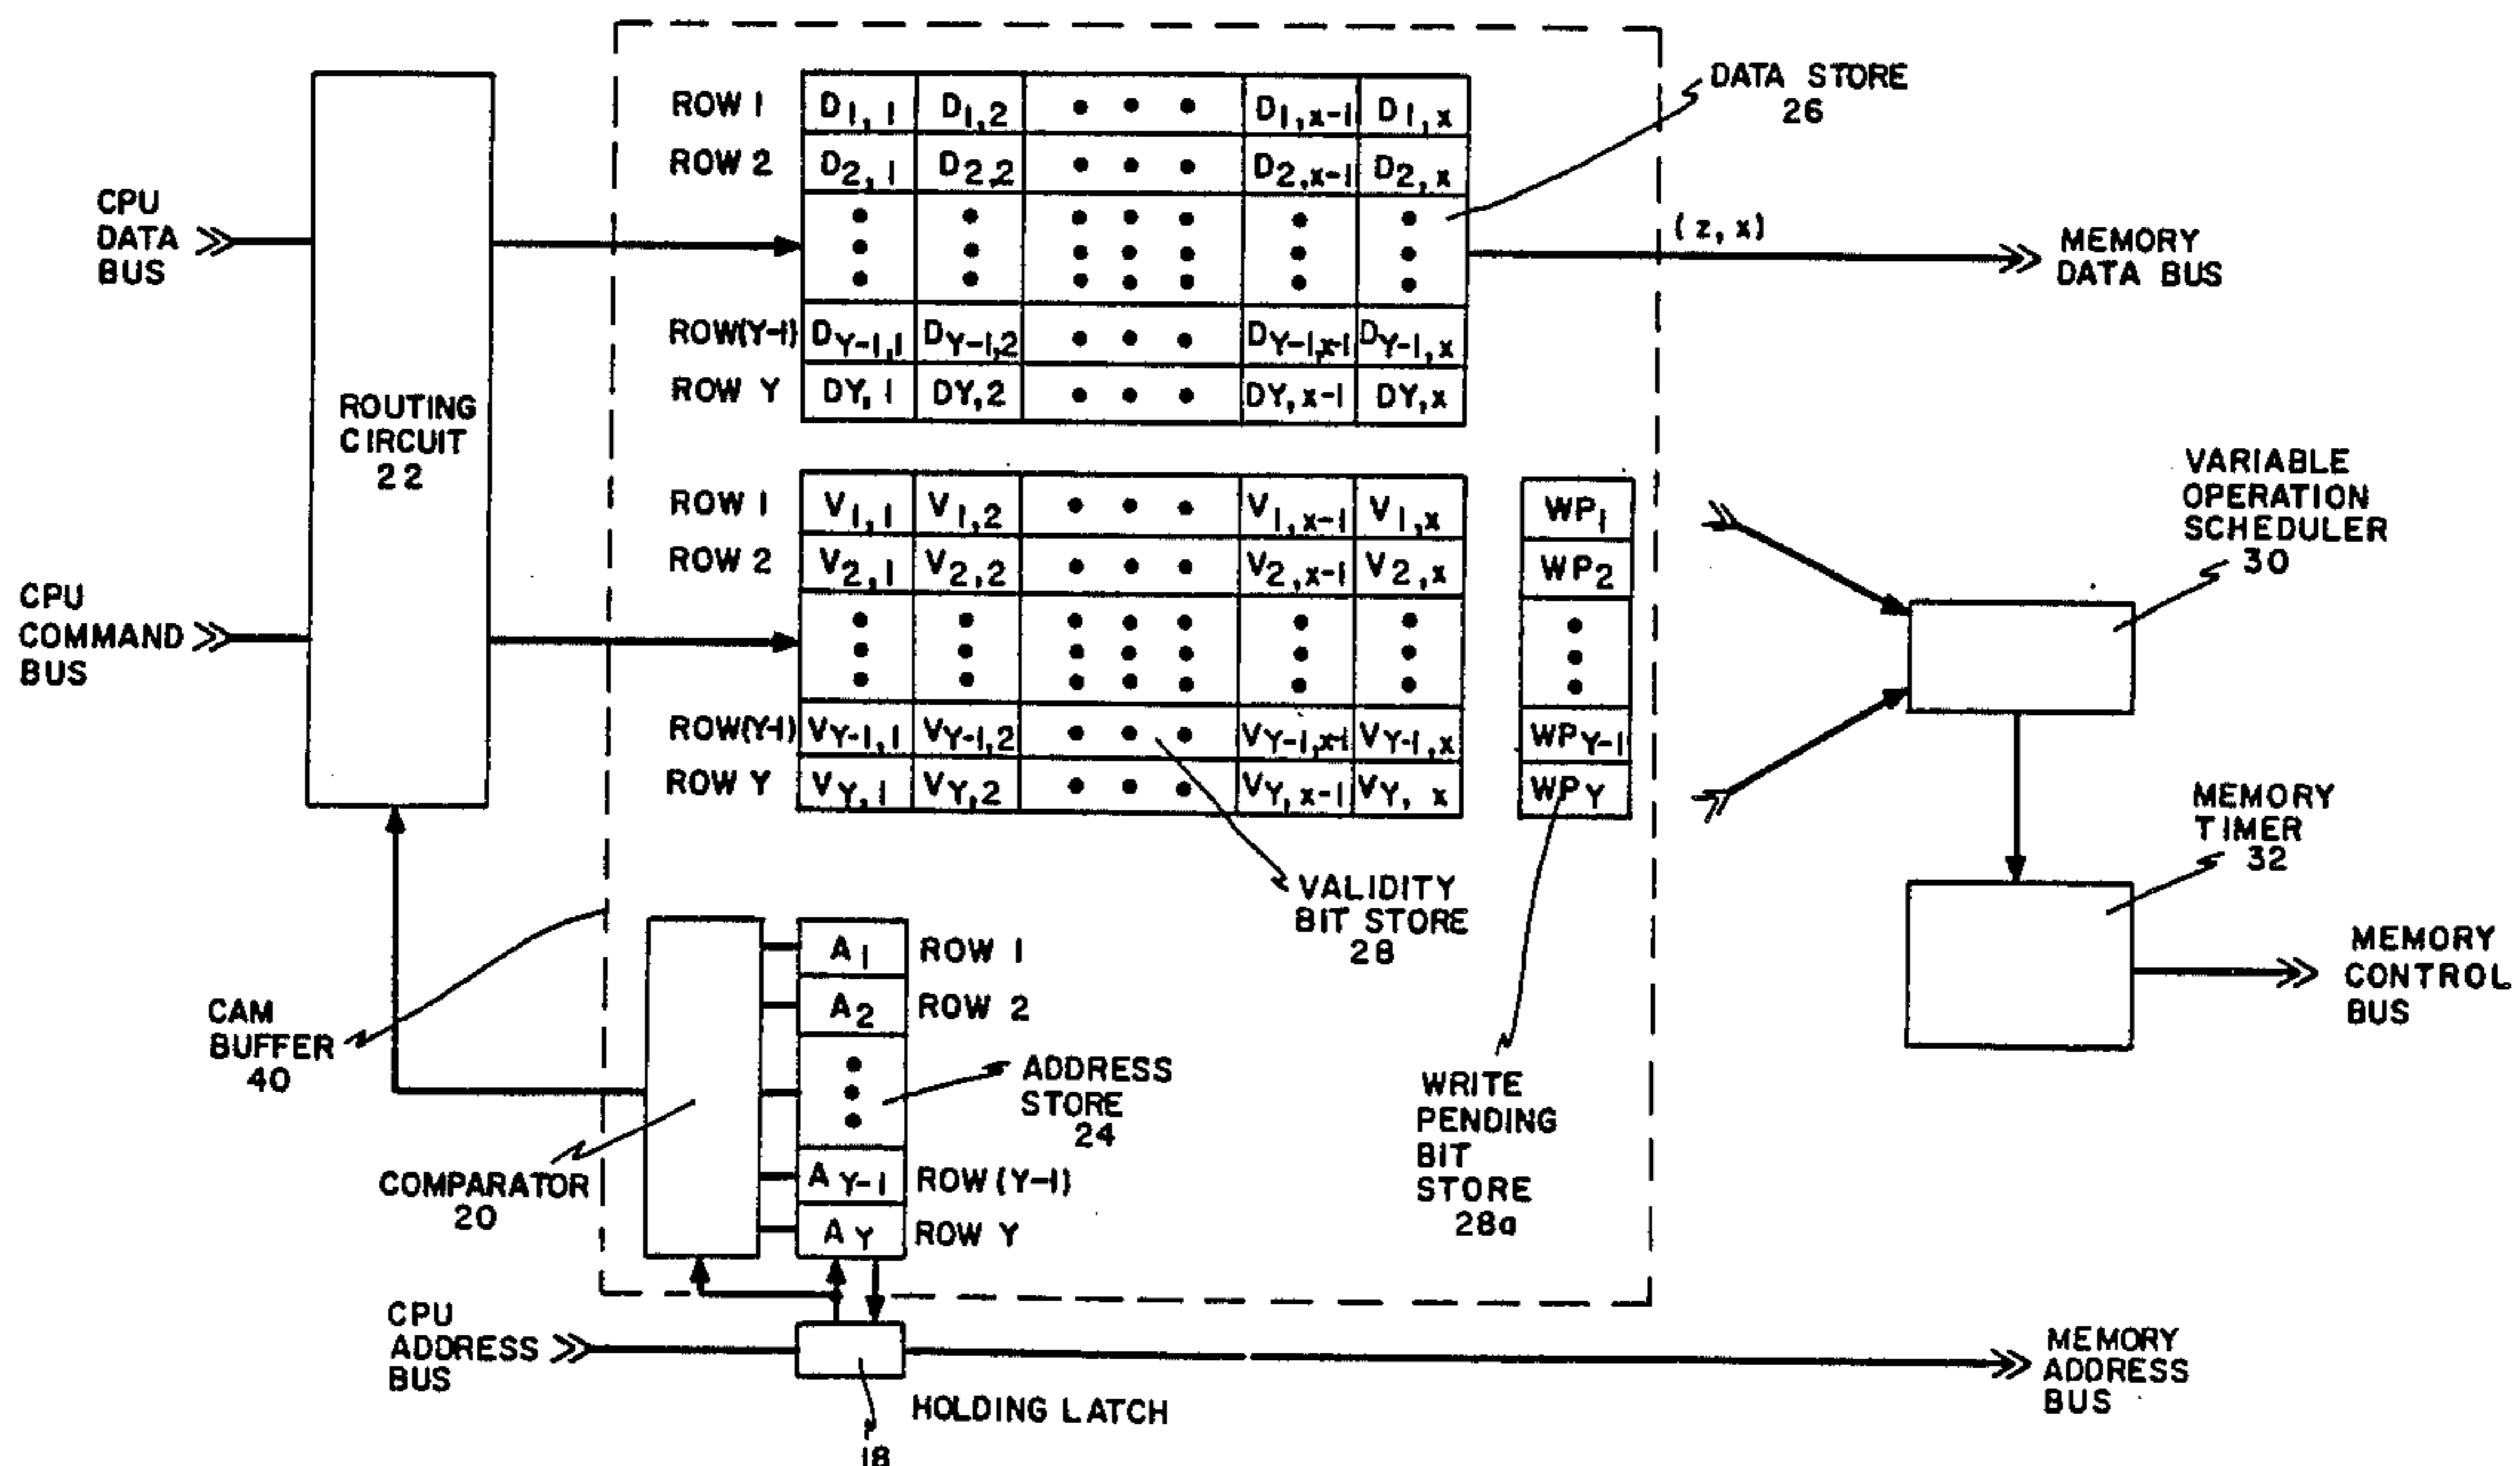 CPU
DATA
BUS
CPU
COMMAND
BUS
ROUTING
CIRCUIT
22
ROW 1 D1,1 D1,2 • • • D1,x-1 D1,x
ROW 2 D2,1 D2,2 • • • D2,x-1 D2,x
ROW(Y-1) DY-1,1 DY-1,2 • • • DY-1,x-1 DY-1,x
ROW Y DY,1 DY,2 • • • DY,x-1 DY,x
DATA STORE
26
(z,x)
MEMORY
DATA BUS
ROW 1 V1,1 V1,2 • • • V1,x-1 V1,x WP1
ROW 2 V2,1 V2,2 • • • V2,x-1 V2,x WP2
ROW(Y-1) VY-1,1 VY-1,2 • • • VY-1,x-1 VY-1,x WPY-1
ROW Y VY,1 VY,2 • • • VY,x-1 VY, x WPY
VARIABLE
OPERATION
SCHEDULER
30
MEMORY
TIMER
32
MEMORY
CONTROL
BUS
VALIDITY
BIT STORE
28
WRITE
PENDING
BIT
STORE
28a
CAM
BUFFER
40
COMPARATOR
20
A1 ROW 1
A2 ROW 2
AY-1 ROW (Y-1)
AY ROW Y
ADDRESS
STORE
24
CPU
ADDRESS
BUS
HOLDING LATCH
18
MEMORY
ADDRESS
BUS